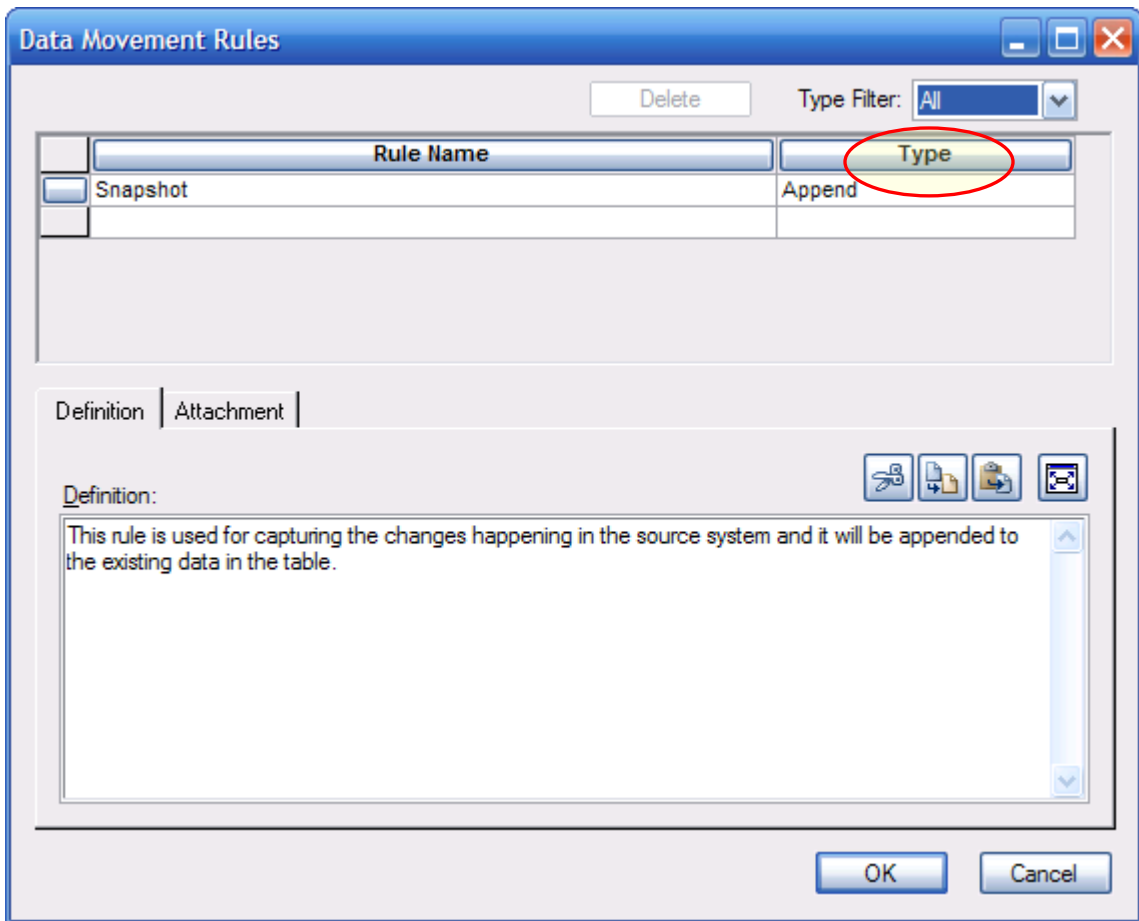 Data Movement Rules
Delete
Type Filter: All
Rule Name Type
Snapshot Append
Definition Attachment
Definition:
This rule is used for capturing the changes happening in the source system and it will be appended to
the existing data in the table.
OK Cancel